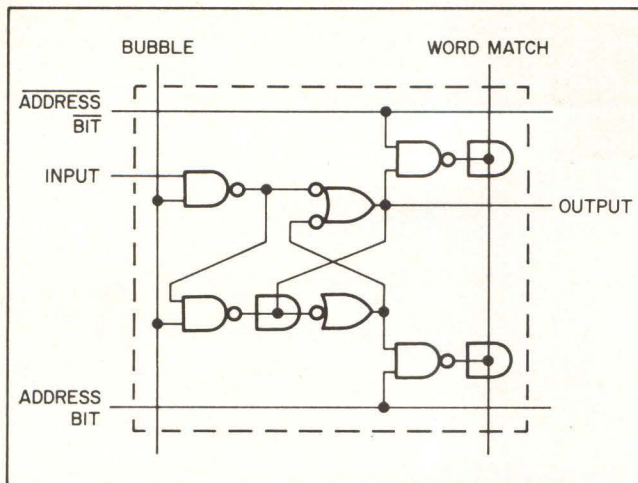 BUBBLE
WORD MATCH
ADDRESS
BIT
INPUT
OUTPUT
ADDRESS
BIT